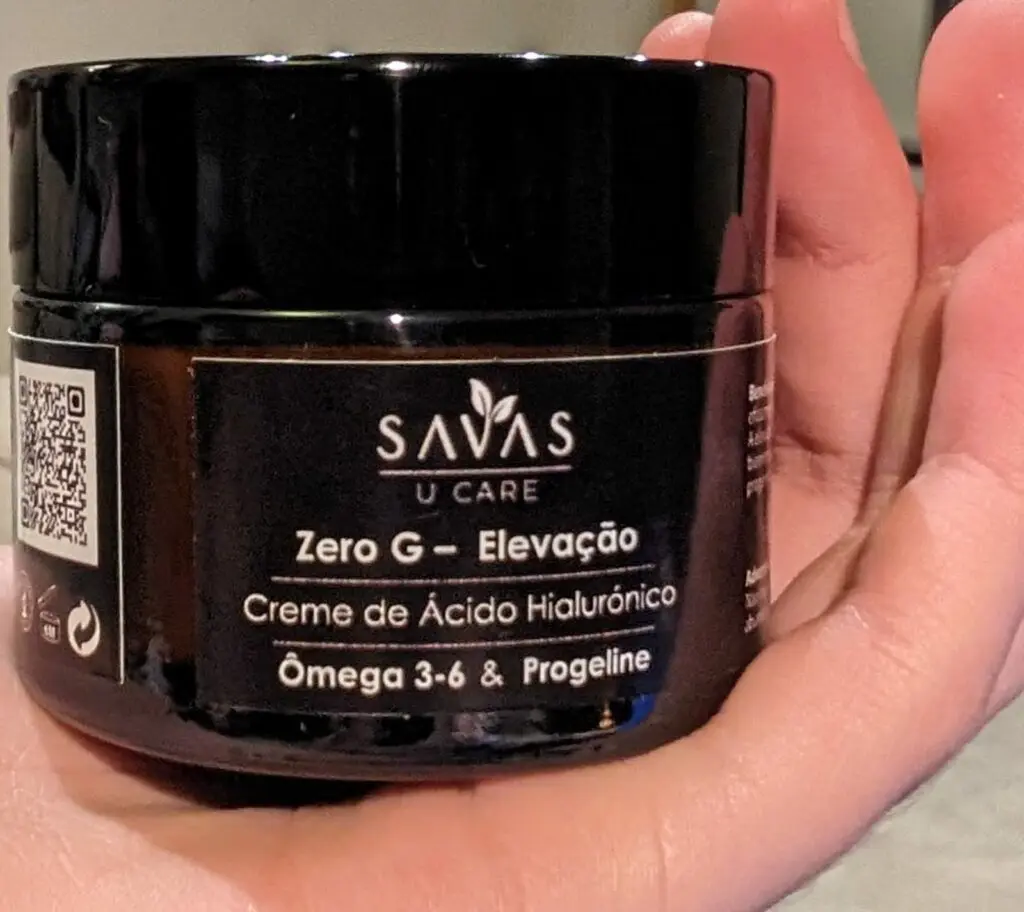 SAVAS
U CARE
Zero G – Elevação
Creme de Ácido Hialurónico
Ômega 3-6 & Progeline